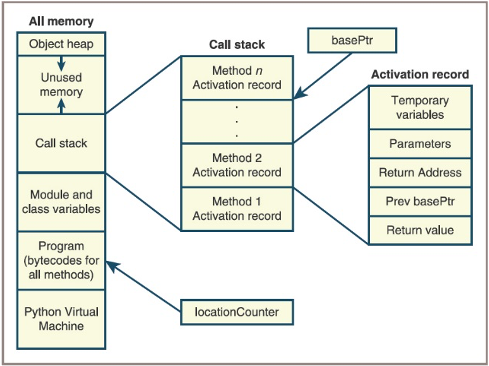 All memory
Object heap
Unused
memory
Call stack
Module and
class variables
Program
(bytecodes for
all methods)
Python Virtual
Machine
Call stack
Method n
Activation record
.
.
.
Method 2
Activation record
Method 1
Activation record
basePtr
locationCounter
Activation record
Temporary
variables
Parameters
Return Address
Prev basePtr
Return value